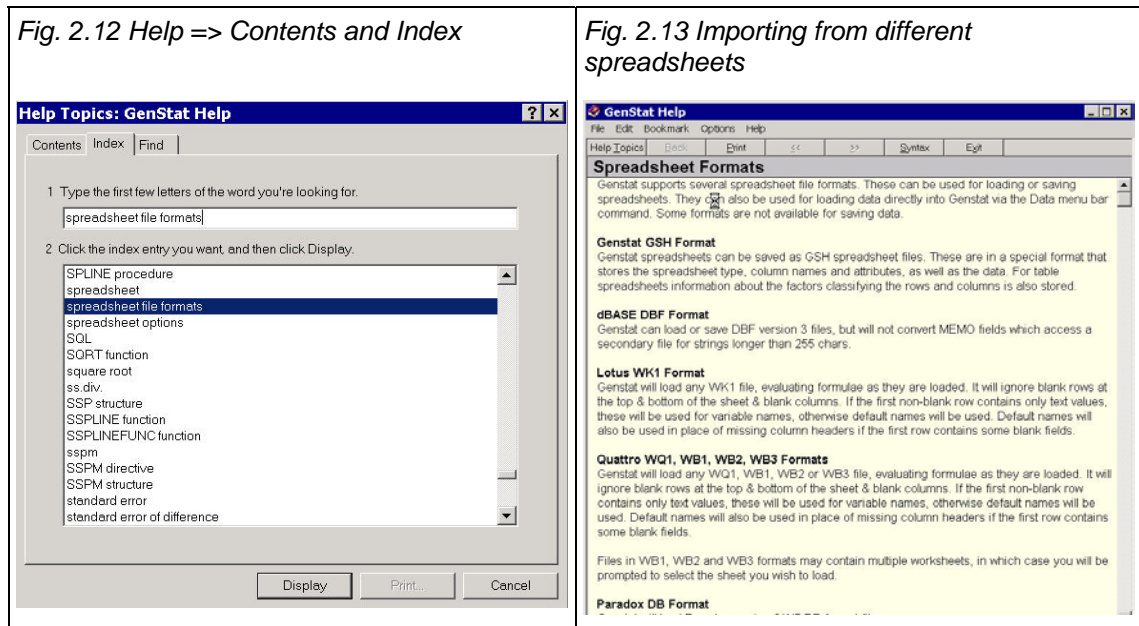 Fig. 2.12 Help => Contents and Index
Help Topics: GenStat Help
Contents Index Find
1 Type the first few letters of the word you're looking for.
spreadsheet file formats
2 Click the index entry you want, and then click Display.
SPLINE procedure
spreadsheet
spreadsheet file formats
spreadsheet options
SQL
SQRT function
square root
ss.div.
SSP structure
SSPLINE function
SSPLINEFUNC function
sspm
SSPM directive
SSPM structure
standard error
standard error of difference
Display Print... Cancel
Fig. 2.13 Importing from different
spreadsheets
GenStat Help
File Edit Bookmark Options Help
Help Topics Back Print << >> Syntax Exit
Spreadsheet Formats
Genstat supports several spreadsheet file formats. These can be used for loading or saving
spreadsheets. They can also be used for loading data directly into Genstat via the Data menu bar
command. Some formats are not available for saving data.
Genstat GSH Format
Genstat spreadsheets can be saved as GSH spreadsheet files. These are in a special format that
stores the spreadsheet type, column names and attributes, as well as the data. For table
spreadsheets information about the factors classifying the rows and columns is also stored.
dBASE DBF Format
Genstat can load or save DBF version 3 files, but will not convert MEMO fields which access a
secondary file for strings longer than 255 chars.
Lotus WK1 Format
Genstat will load any WK1 file, evaluating formulae as they are loaded. It will ignore blank rows at
the top & bottom of the sheet & blank columns. If the first non-blank row contains only text values,
these will be used for variable names, otherwise default names will be used. Default names will
also be used in place of missing column headers if the first row contains some blank fields.
Quattro WQ1, WB1, WB2, WB3 Formats
Genstat will load any WQ1, WB1, WB2 or WB3 file, evaluating formulae as they are loaded. It will
ignore blank rows at the top & bottom of the sheet & blank columns. If the first non-blank row
contains only text values, these will be used for variable names, otherwise default names will be
used. Default names will also be used in place of missing column headers if the first row contains
some blank fields.
Files in WB1, WB2 and WB3 formats may contain multiple worksheets, in which case you will be
prompted to select the sheet you wish to load.
Paradox DB Format